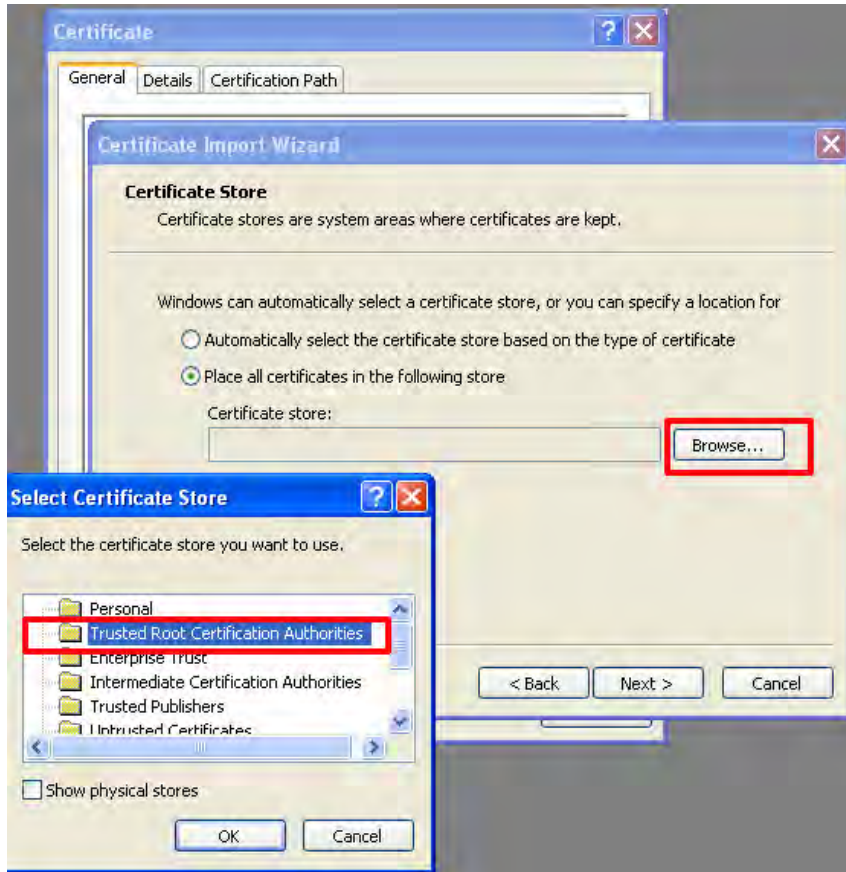 Certificate
General Details Certification Path
Certificate Import Wizard
Certificate Store
Certificate stores are system areas where certificates are kept.
Windows can automatically select a certificate store, or you can specify a location for
Automatically select the certificate store based on the type of certificate
Place all certificates in the following store
Certificate store:
Browse...
Select Certificate Store
Select the certificate store you want to use.
Personal
Trusted Root Certification Authorities
Enterprise Trust
Intermediate Certification Authorities
Trusted Publishers
Untrusted Certificates
Show physical stores
OK Cancel
< Back Next > Cancel